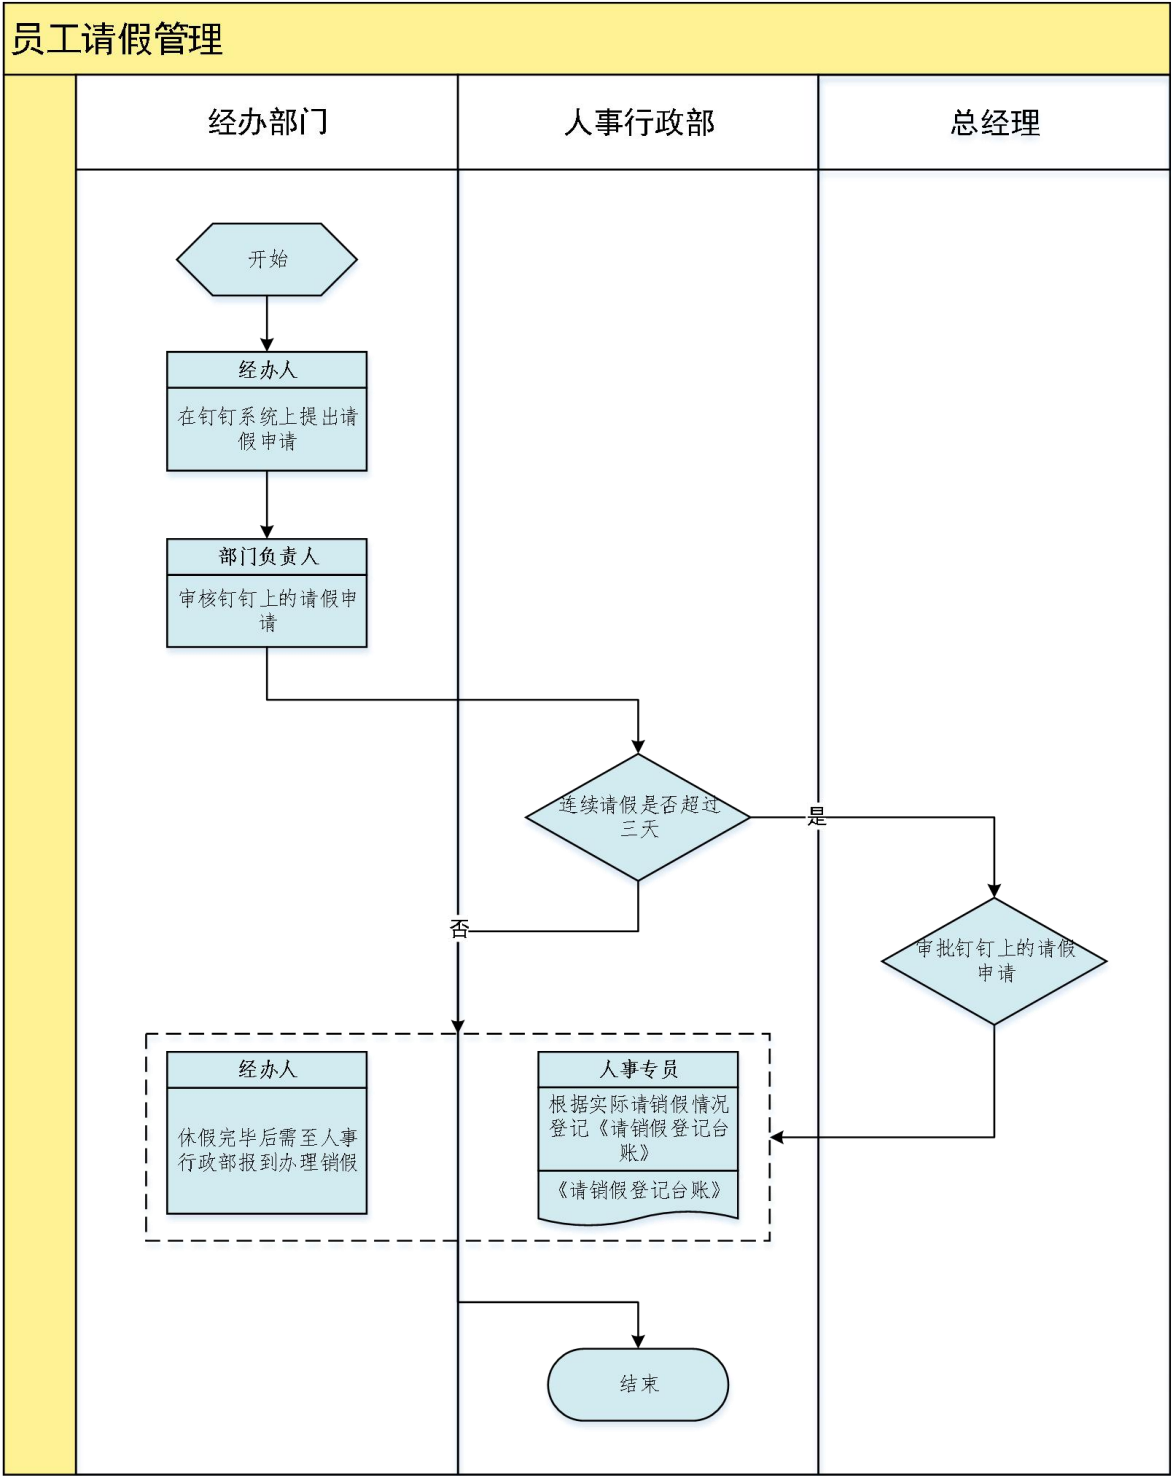 员工请假管理
经办部门
人事行政部
总经理
开始
经办人
在钉钉系统上提出请
假申请
部门负责人
审核钉钉上的请假申
请
连续请假是否超过
三天
是
否
审批钉钉上的请假
申请
经办人
休假完毕后需至人事
行政部报到办理销假
人事专员
根据实际请销假情况
登记《请销假登记台
账》
《请销假登记台账》
结束